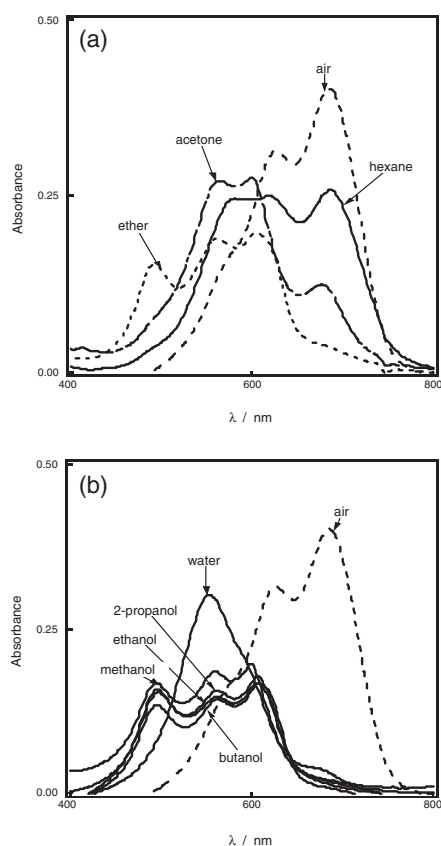 (a)
0.50
air
acetone
hexane
Absorbance
0.25
ether
0.00
400
600
800
λ / nm
(b)
0.50
air
water
2-propanol
Absorbance
0.25
ethanol
methanol
butanol
0.00
400
600
800
λ / nm